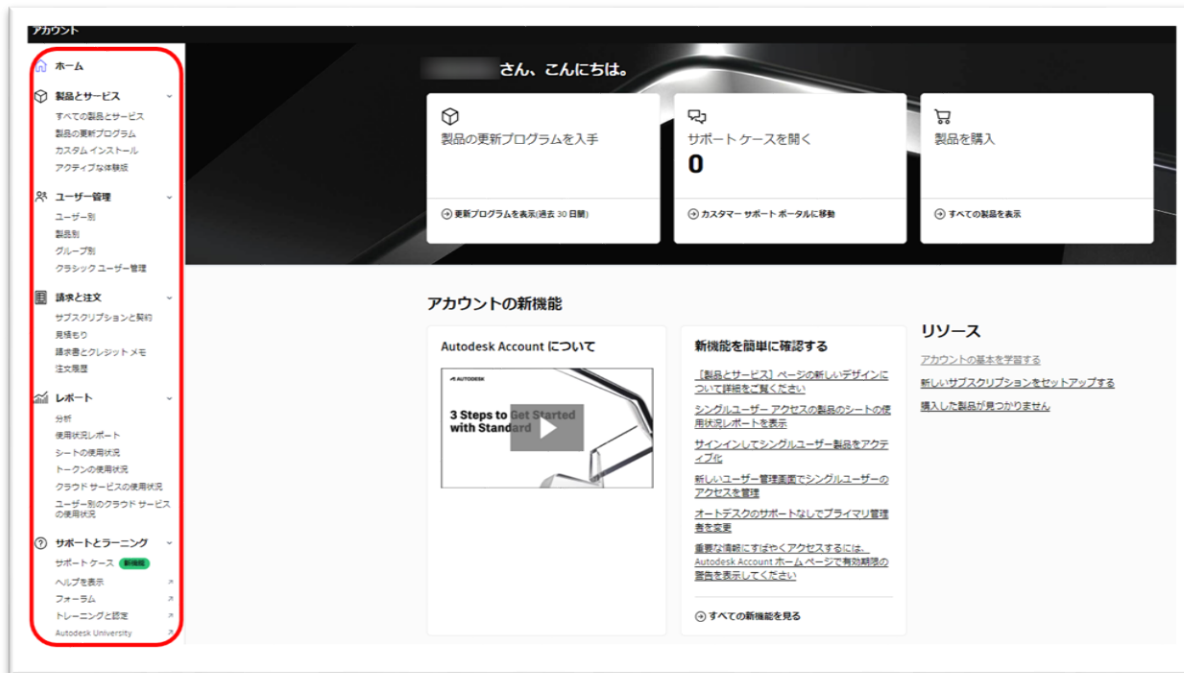 アカウント
ホーム
製品とサービス
すべての製品とサービス
製品の更新プログラム
カスタム インストール
アクティブな体験版
ユーザー管理
ユーザー別
製品別
グループ別
クラシック ユーザー管理
請求と注文
サブスクリプションと契約
見積もり
請求書とクレジット メモ
注文履歴
レポート
分析
使用状況レポート
シートの使用状況
トークンの使用状況
クラウド サービスの使用状況
ユーザー別のクラウド サービス
の使用状況
サポートとラーニング
サポート ケース 新機能
ヘルプを表示
フォーラム
トレーニングと認定
Autodesk University
さん、こんにちは。
製品の更新プログラムを入手
更新プログラムを表示(過去 30 日間)
サポート ケースを開く
0
カスタマー サポート ポータルに移動
製品を購入
すべての製品を表示
アカウントの新機能
Autodesk Account について
AUTODESK
3 Steps to Get Started
with Standard
新機能を簡単に確認する
［製品とサービス］ページの新しいデザインに
ついて詳細をご覧ください
シングルユーザー アクセスの製品のシートの使
用状況レポートを表示
サインインしてシングルユーザー製品をアクテ
ィブ化
新しいユーザー管理画面でシングルユーザーの
アクセスを管理
オートデスクのサポートなしでプライマリ管理
者を変更
重要な情報にすばやくアクセスするには、
Autodesk Account ホーム ページで有効期限の
警告を表示してください
すべての新機能を見る
リソース
アカウントの基本を学習する
新しいサブスクリプションをセットアップする
購入した製品が見つかりません